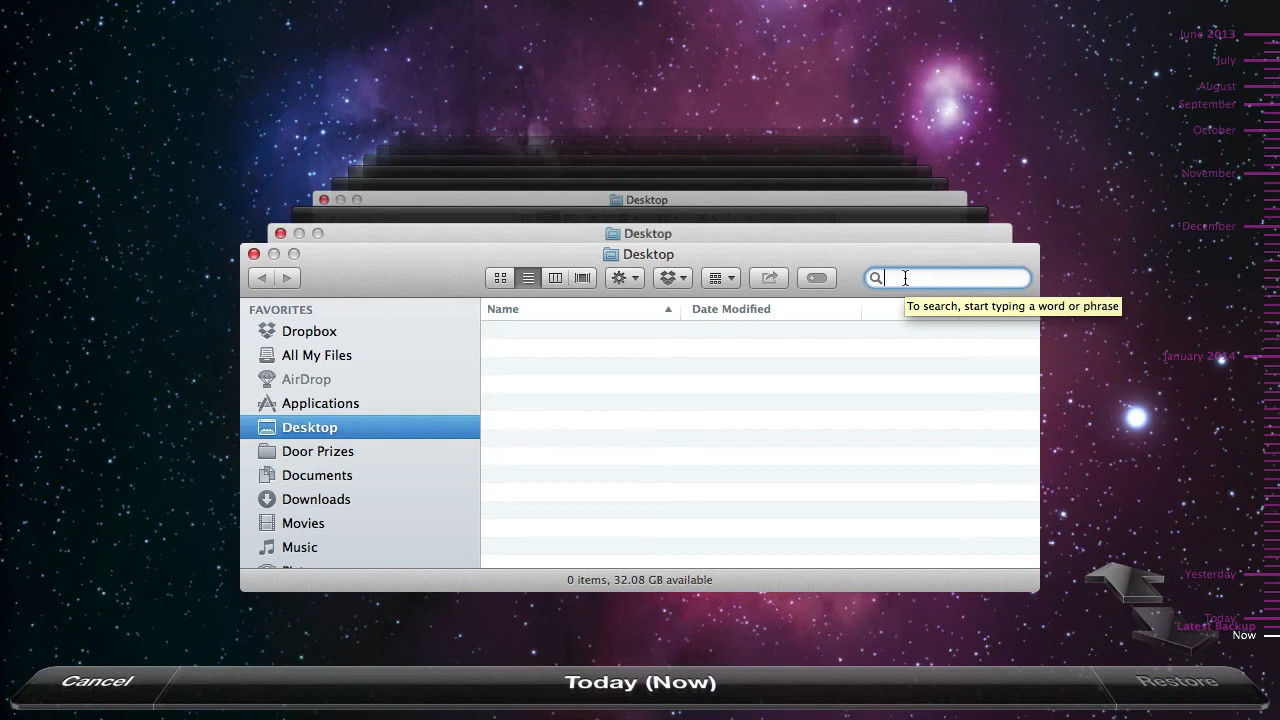 June 2013
July
August
September
October
November
December
January 2014
Yesterday
Today
Latest Backup
Now
Desktop
Desktop
Desktop
To search, start typing a word or phrase
FAVORITES
Dropbox
All My Files
AirDrop
Applications
Desktop
Door Prizes
Documents
Downloads
Movies
Music
Name
Date Modified
0 items, 32.08 GB available
Cancel
Today (Now)
Restore